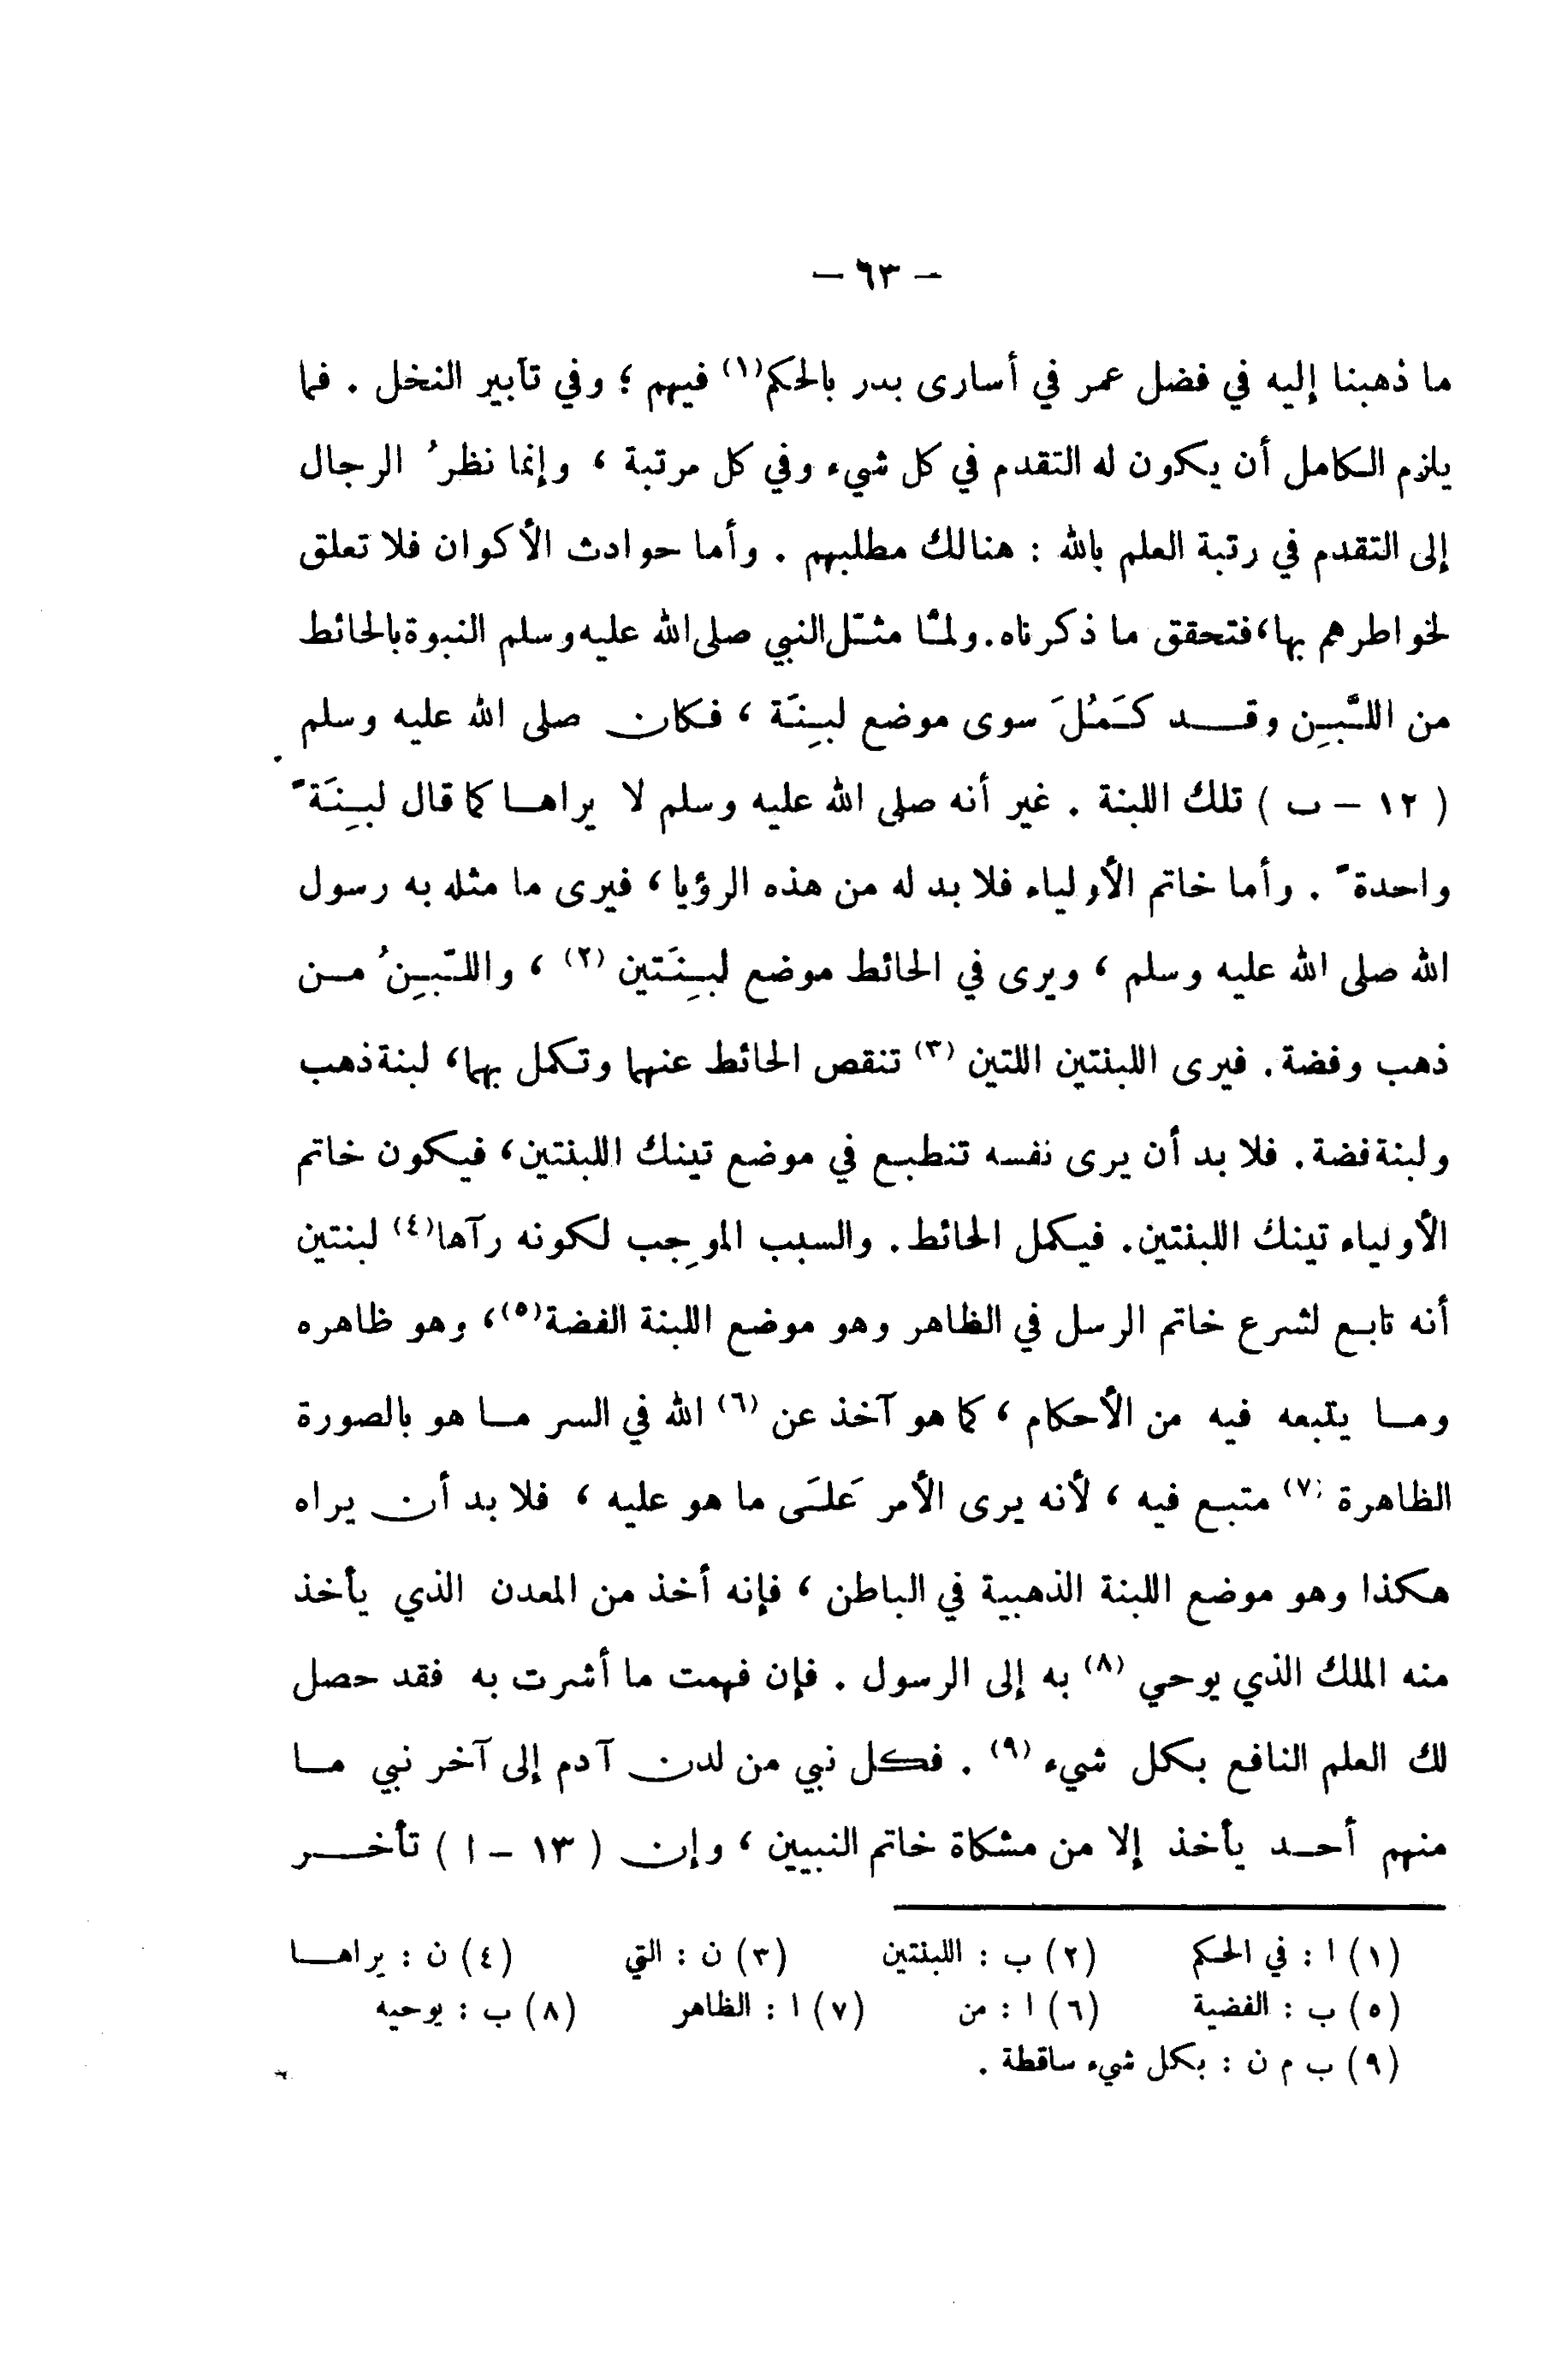 — ٦٣ —
ما ذهبنا إليه في فضل عمر في أسارى بدر بالحكم(١) فيهم ؛ وفي تأبير النخل . فما
يلزم الكامل أن يكون له التقدم في كل شيء وفي كل مرتبة ، وإنما نظرُ الرجال
إلى التقدم في رتبة العلم بالله : هنالك مطلبهم . وأما حوادث الأكوان فلا تعلق
لخواطرهم بها، فتحقق ما ذكرناه. ولمَّا مثّل النبي صلى الله عليه وسلم النبوة بالحائط
من اللَّبِن وقد كَمُلَ سوى موضع لبِنَة ، فكان صلى الله عليه وسلم
( ١٢ – ب ) تلك اللبنة . غير أنه صلى الله عليه وسلم لا يراها كما قال لبِنَةً
واحدةً . وأما خاتم الأولياء فلا بد له من هذه الرؤيا ، فيرى ما مثله به رسول
الله صلى الله عليه وسلم ، ويرى في الحائط موضع لبِنَتين (٢) ، واللّبِنُ من
ذهب وفضة . فيرى اللبنتين اللتين (٣) تنقص الحائط عنهما وتكمل بهما، لبنة ذهب
ولبنة فضة . فلا بد أن يرى نفسه تنطبع في موضع تينك اللبنتين، فيكون خاتم
الأولياء تينك اللبنتين. فيكمل الحائط . والسبب الموجِب لكونه رآها(٤) لبنتين
أنه تابع لشرع خاتم الرسل في الظاهر وهو موضع اللبنة الفضة(٥)، وهو ظاهره
وما يتبعه فيه من الأحكام ، كما هو آخذ عن (٦) الله في السر ما هو بالصورة
الظاهرة (٧) متبع فيه ، لأنه يرى الأمر عَلَى ما هو عليه ، فلا بد أن يراه
هكذا وهو موضع اللبنة الذهبية في الباطن ، فإنه أخذ من المعدن الذي يأخذ
منه الملك الذي يوحي (٨) به إلى الرسول . فإن فهمت ما أشرت به فقد حصل
لك العلم النافع بكل شيء (٩) . فكل نبي من لدن آدم إلى آخر نبي ما
منهم أحد يأخذ إلا من مشكاة خاتم النبيين ، وإن ( ١٣ – ا ) تأخر
(١) ا : في الحكم (٢) ب : اللبنتين (٣) ن : التي (٤) ن : يراها
(٥) ب : الفضية (٦) ا : من (٧) ا : الظاهر (٨) ب : يوحيه
(٩) ب م ن : بكل شيء ساقطة .